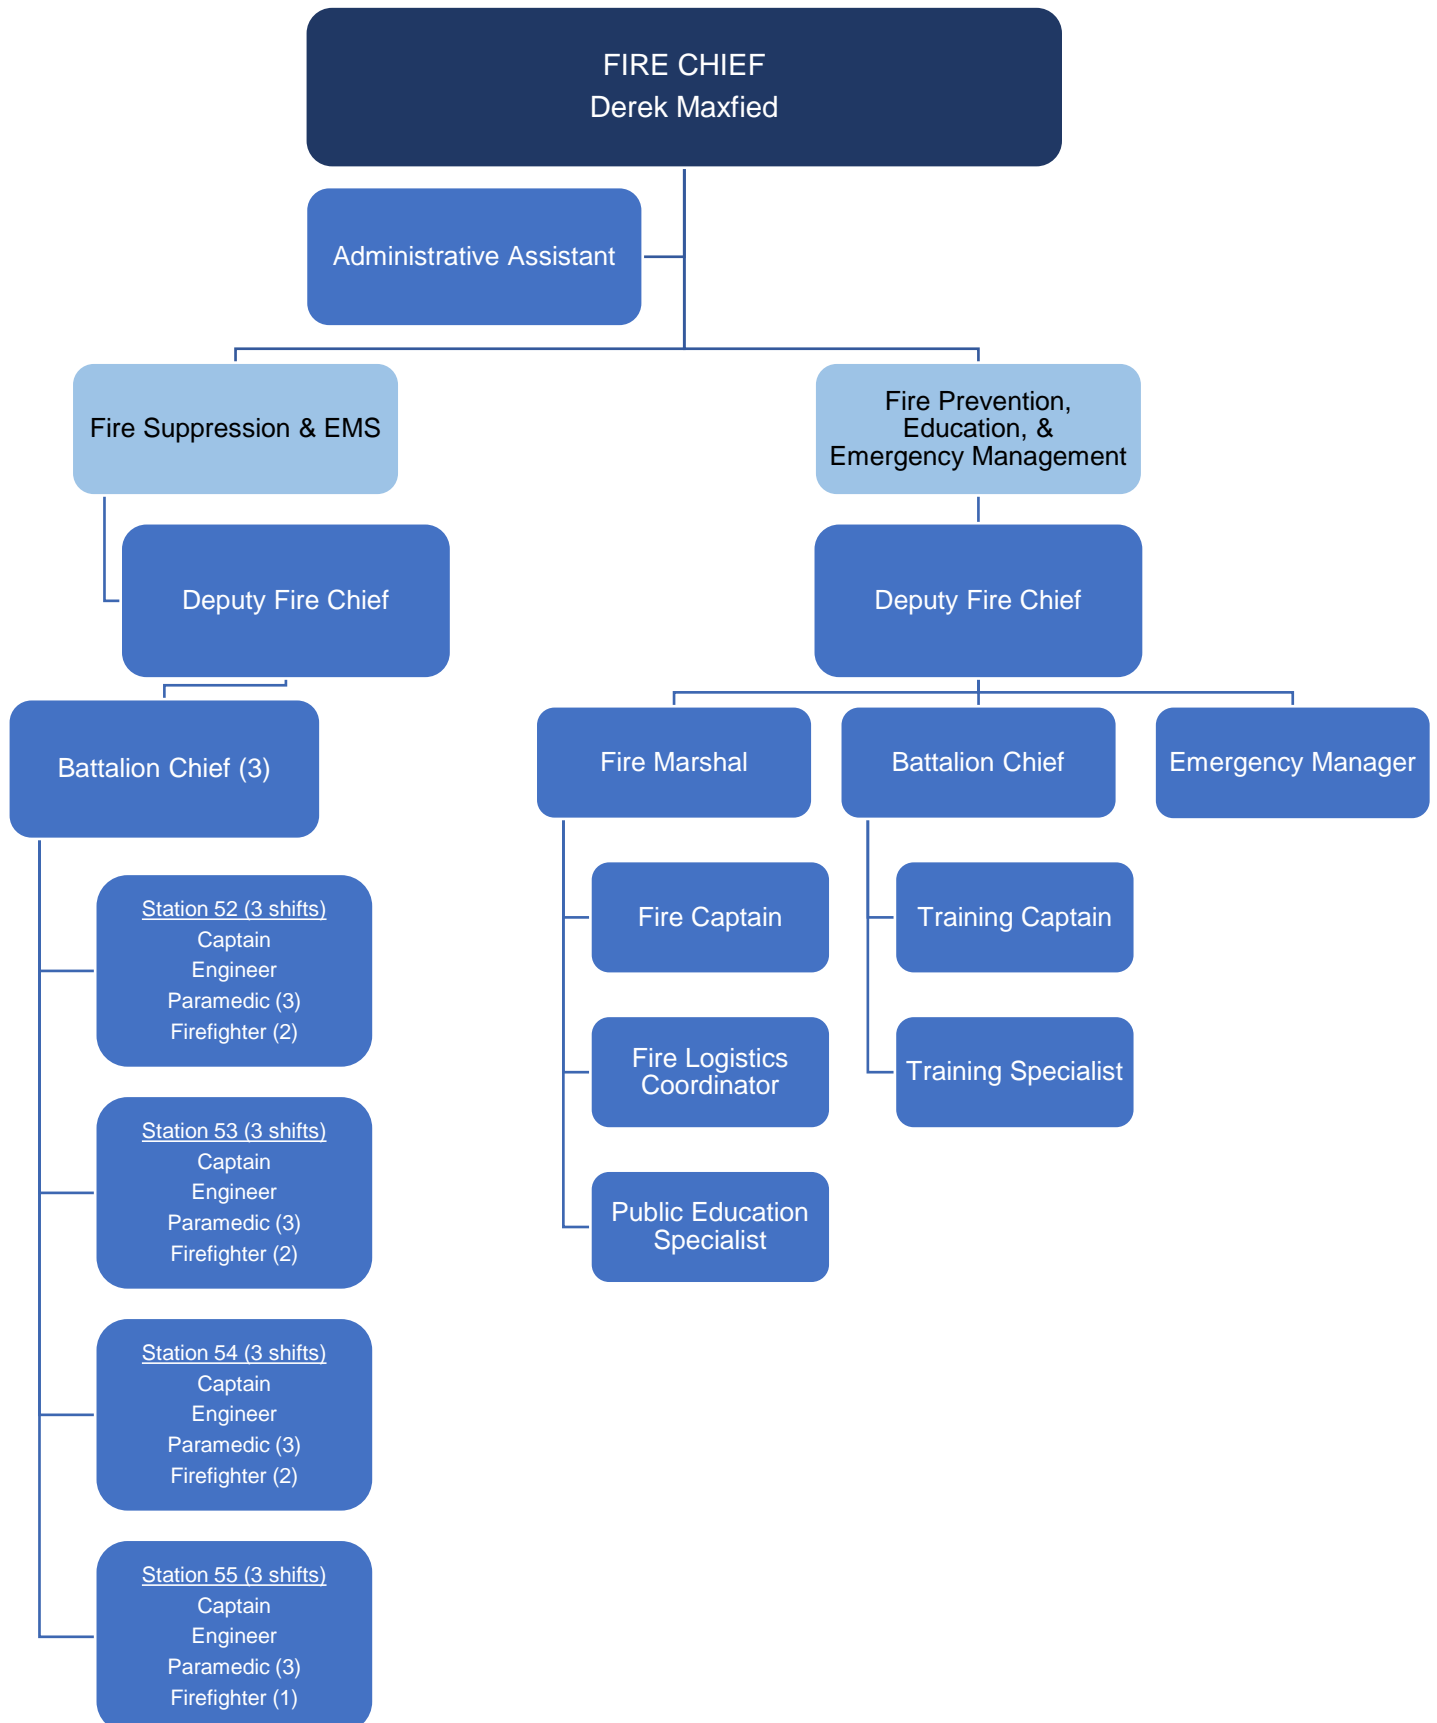 FIRE CHIEF
Derek Maxfied
Administrative Assistant
Fire Suppression & EMS
Fire Prevention,
Education, &
Emergency Management
Deputy Fire Chief
Deputy Fire Chief
Battalion Chief (3)
Fire Marshal
Battalion Chief
Emergency Manager
Station 52 (3 shifts)
Captain
Engineer
Paramedic (3)
Firefighter (2)
Station 53 (3 shifts)
Captain
Engineer
Paramedic (3)
Firefighter (2)
Station 54 (3 shifts)
Captain
Engineer
Paramedic (3)
Firefighter (2)
Station 55 (3 shifts)
Captain
Engineer
Paramedic (3)
Firefighter (1)
Fire Captain
Fire Logistics
Coordinator
Public Education
Specialist
Training Captain
Training Specialist